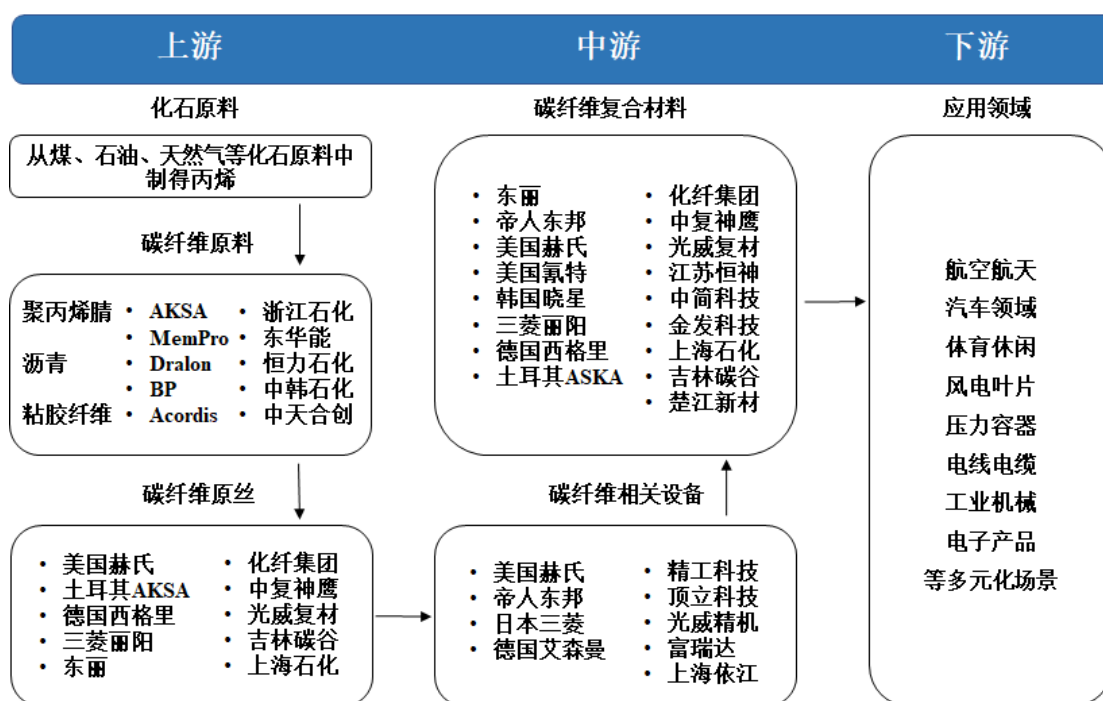 上游
中游
下游
化石原料
从煤、石油、天然气等化石原料中
制得丙烯
碳纤维原料
聚丙烯腈 • AKSA • 浙江石化
• MemPro • 东华能
沥青 • Dralon • 恒力石化
• BP • 中韩石化
粘胶纤维 • Acordis • 中天合创
碳纤维原丝
• 美国赫氏 • 化纤集团
• 土耳其AKSA • 中复神鹰
• 德国西格里 • 光威复材
• 三菱丽阳 • 吉林碳谷
• 东丽 • 上海石化
碳纤维复合材料
• 东丽 • 化纤集团
• 帝人东邦 • 中复神鹰
• 美国赫氏 • 光威复材
• 美国氰特 • 江苏恒神
• 韩国晓星 • 中简科技
• 三菱丽阳 • 金发科技
• 德国西格里 • 上海石化
• 土耳其ASKA • 吉林碳谷
• 楚江新材
碳纤维相关设备
• 美国赫氏 • 精工科技
• 帝人东邦 • 顶立科技
• 日本三菱 • 光威精机
• 德国艾森曼 • 富瑞达
• 上海依江
应用领域
航空航天
汽车领域
体育休闲
风电叶片
压力容器
电线电缆
工业机械
电子产品
等多元化场景